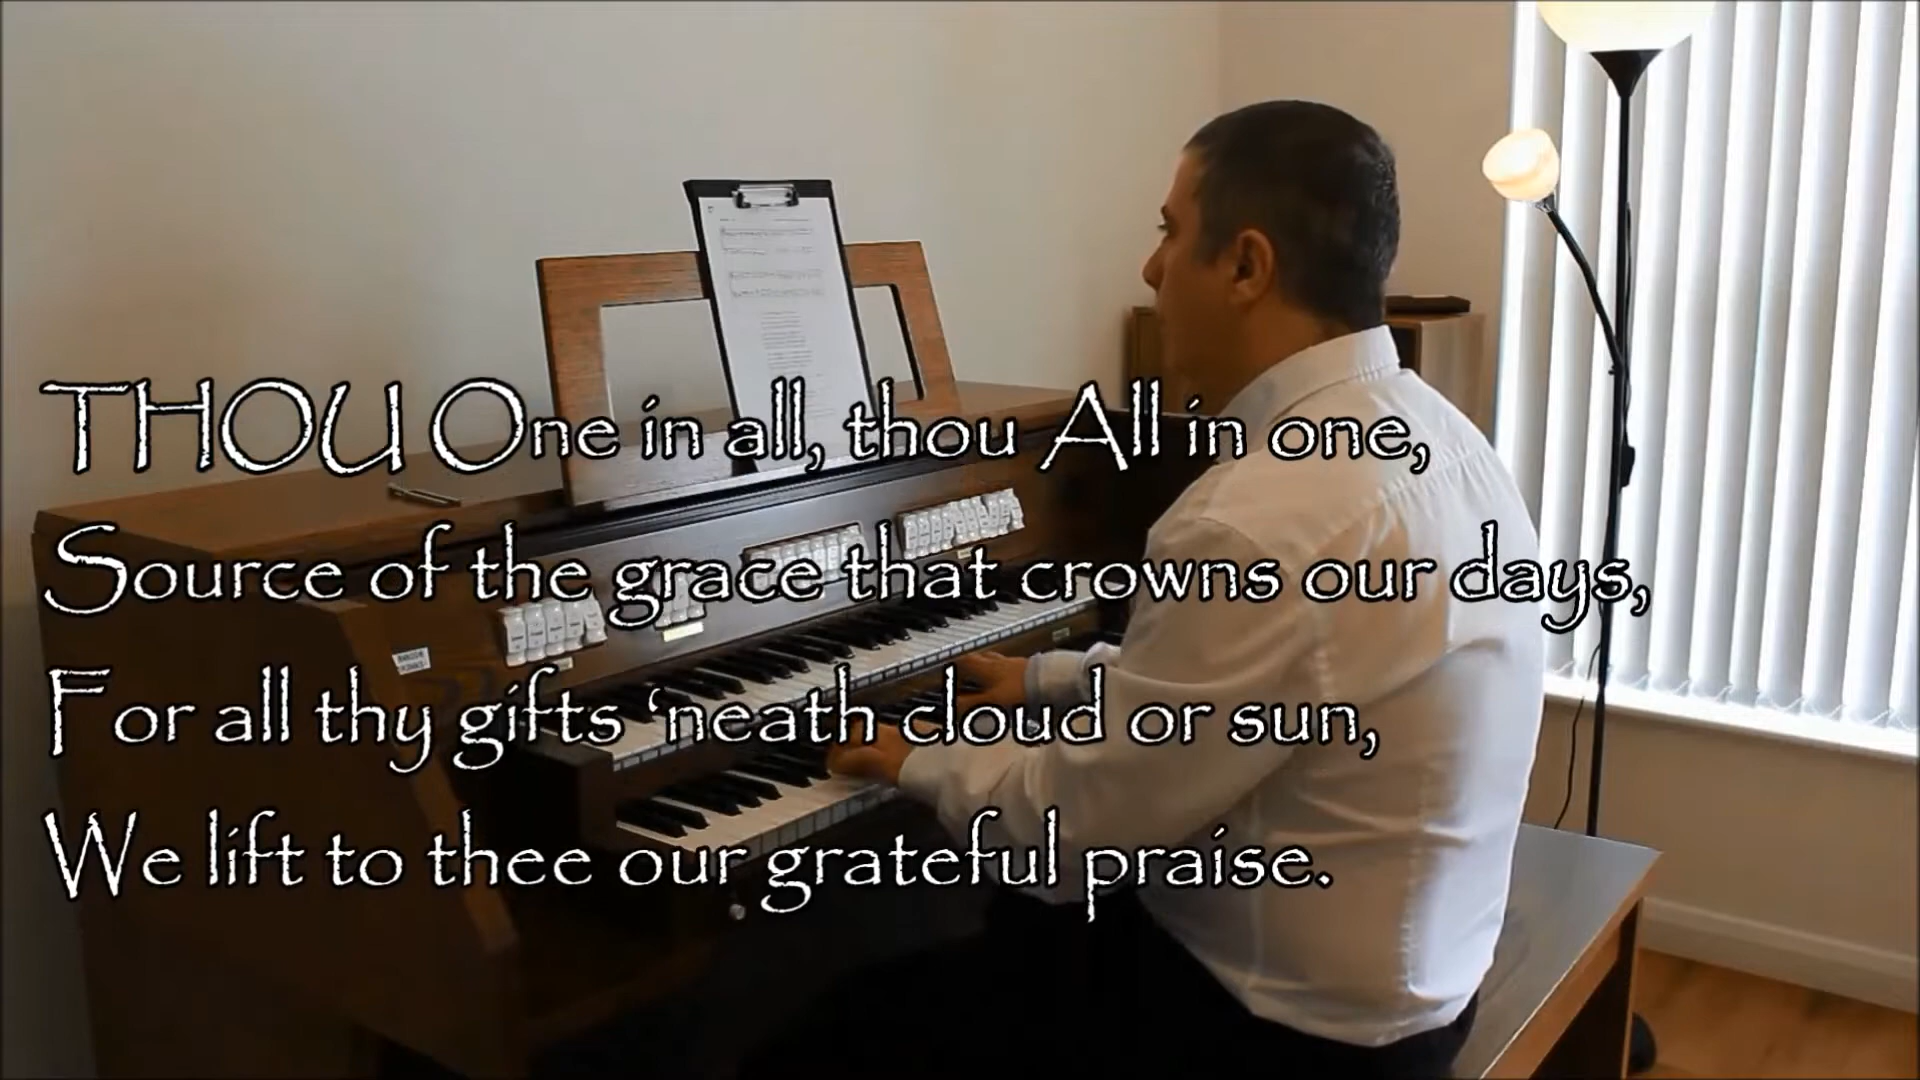 THOU One in all, thou All in one,
Source of the grace that crowns our days,
For all thy gifts ‘neath cloud or sun,
We lift to thee our grateful praise.